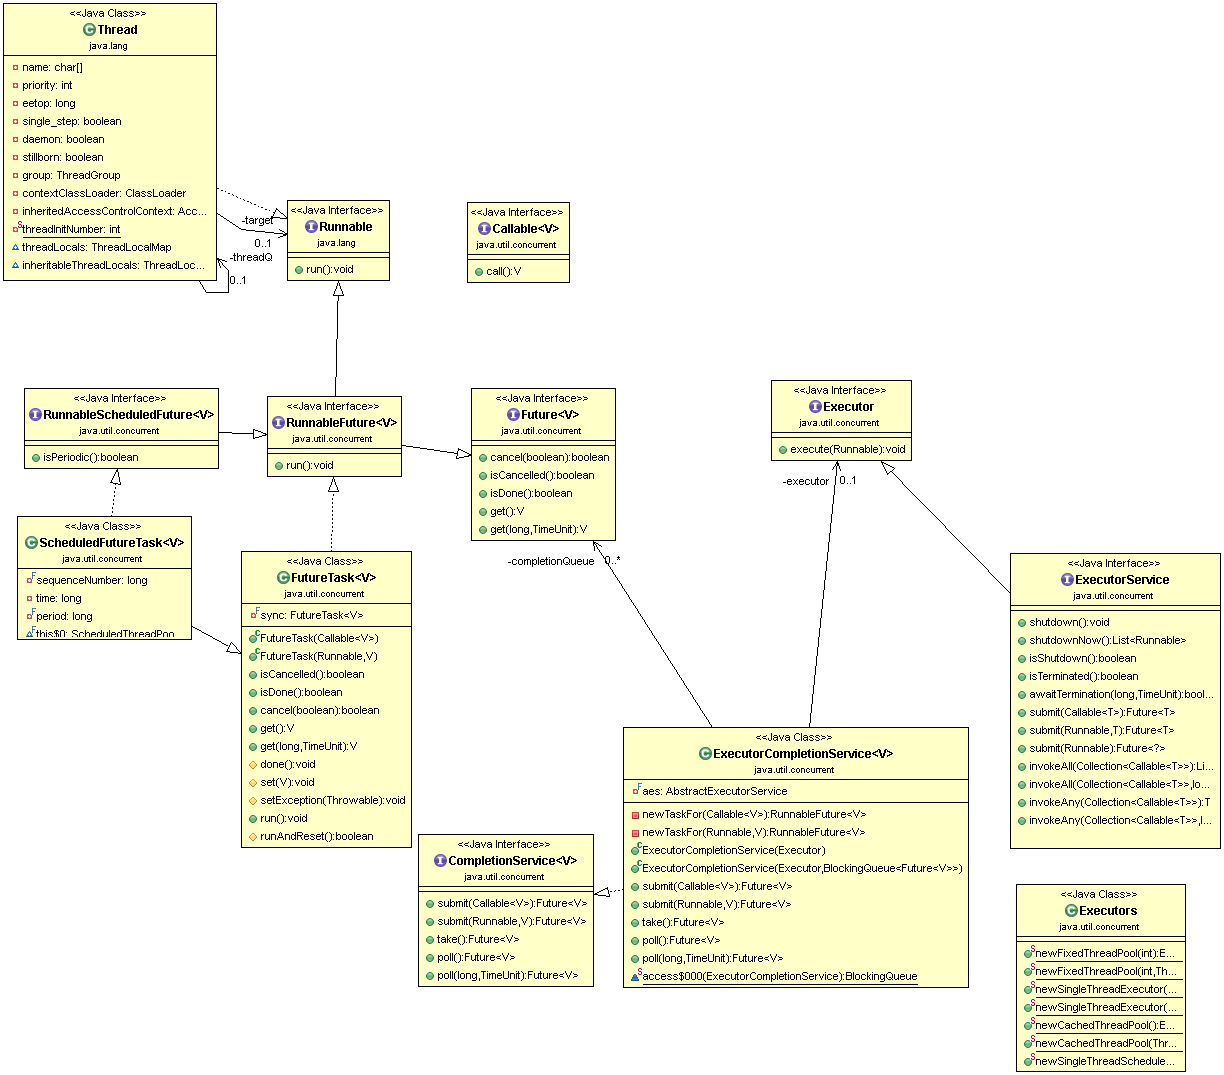 <<Java Class>>
Thread
java.lang
name: char[]
priority: int
eetop: long
single_step: boolean
daemon: boolean
stillborn: boolean
group: ThreadGroup
contextClassLoader: ClassLoader
inheritedAccessControlContext: Acc...
threadInitNumber: int
threadLocals: ThreadLocalMap
inheritableThreadLocals: ThreadLoc...
-target
0..1
-threadQ
0..1
<<Java Interface>>
Runnable
java.lang
run():void
<<Java Interface>>
Callable<V>
java.util.concurrent
call():V
<<Java Interface>>
RunnableScheduledFuture<V>
java.util.concurrent
isPeriodic():boolean
<<Java Interface>>
RunnableFuture<V>
java.util.concurrent
run():void
<<Java Interface>>
Future<V>
java.util.concurrent
cancel(boolean):boolean
isCancelled():boolean
isDone():boolean
get():V
get(long,TimeUnit):V
<<Java Interface>>
Executor
java.util.concurrent
execute(Runnable):void
-executor 0..1
<<Java Class>>
ScheduledFutureTask<V>
java.util.concurrent
sequenceNumber: long
time: long
period: long
this$0: ScheduledThreadPoo
<<Java Class>>
FutureTask<V>
java.util.concurrent
sync: FutureTask<V>
FutureTask(Callable<V>)
FutureTask(Runnable,V)
isCancelled():boolean
isDone():boolean
cancel(boolean):boolean
get():V
get(long,TimeUnit):V
done():void
set(V):void
setException(Throwable):void
run():void
runAndReset():boolean
-completionQueue 0..*
<<Java Interface>>
ExecutorService
java.util.concurrent
shutdown():void
shutdownNow():List<Runnable>
isShutdown():boolean
isTerminated():boolean
awaitTermination(long,TimeUnit):bool...
submit(Callable<T>):Future<T>
submit(Runnable,T):Future<T>
submit(Runnable):Future<?>
invokeAll(Collection<Callable<T>>):Li...
invokeAll(Collection<Callable<T>>,lo...
invokeAny(Collection<Callable<T>>):T
invokeAny(Collection<Callable<T>>,l...
<<Java Class>>
ExecutorCompletionService<V>
java.util.concurrent
aes: AbstractExecutorService
newTaskFor(Callable<V>):RunnableFuture<V>
newTaskFor(Runnable,V):RunnableFuture<V>
ExecutorCompletionService(Executor)
ExecutorCompletionService(Executor,BlockingQueue<Future<V>>)
submit(Callable<V>):Future<V>
submit(Runnable,V):Future<V>
take():Future<V>
poll():Future<V>
poll(long,TimeUnit):Future<V>
access$000(ExecutorCompletionService):BlockingQueue
<<Java Interface>>
CompletionService<V>
java.util.concurrent
submit(Callable<V>):Future<V>
submit(Runnable,V):Future<V>
take():Future<V>
poll():Future<V>
poll(long,TimeUnit):Future<V>
<<Java Class>>
Executors
java.util.concurrent
newFixedThreadPool(int):E...
newFixedThreadPool(int,Th...
newSingleThreadExecutor(...
newSingleThreadExecutor(...
newCachedThreadPool():E...
newCachedThreadPool(Thr...
newSingleThreadSchedule...